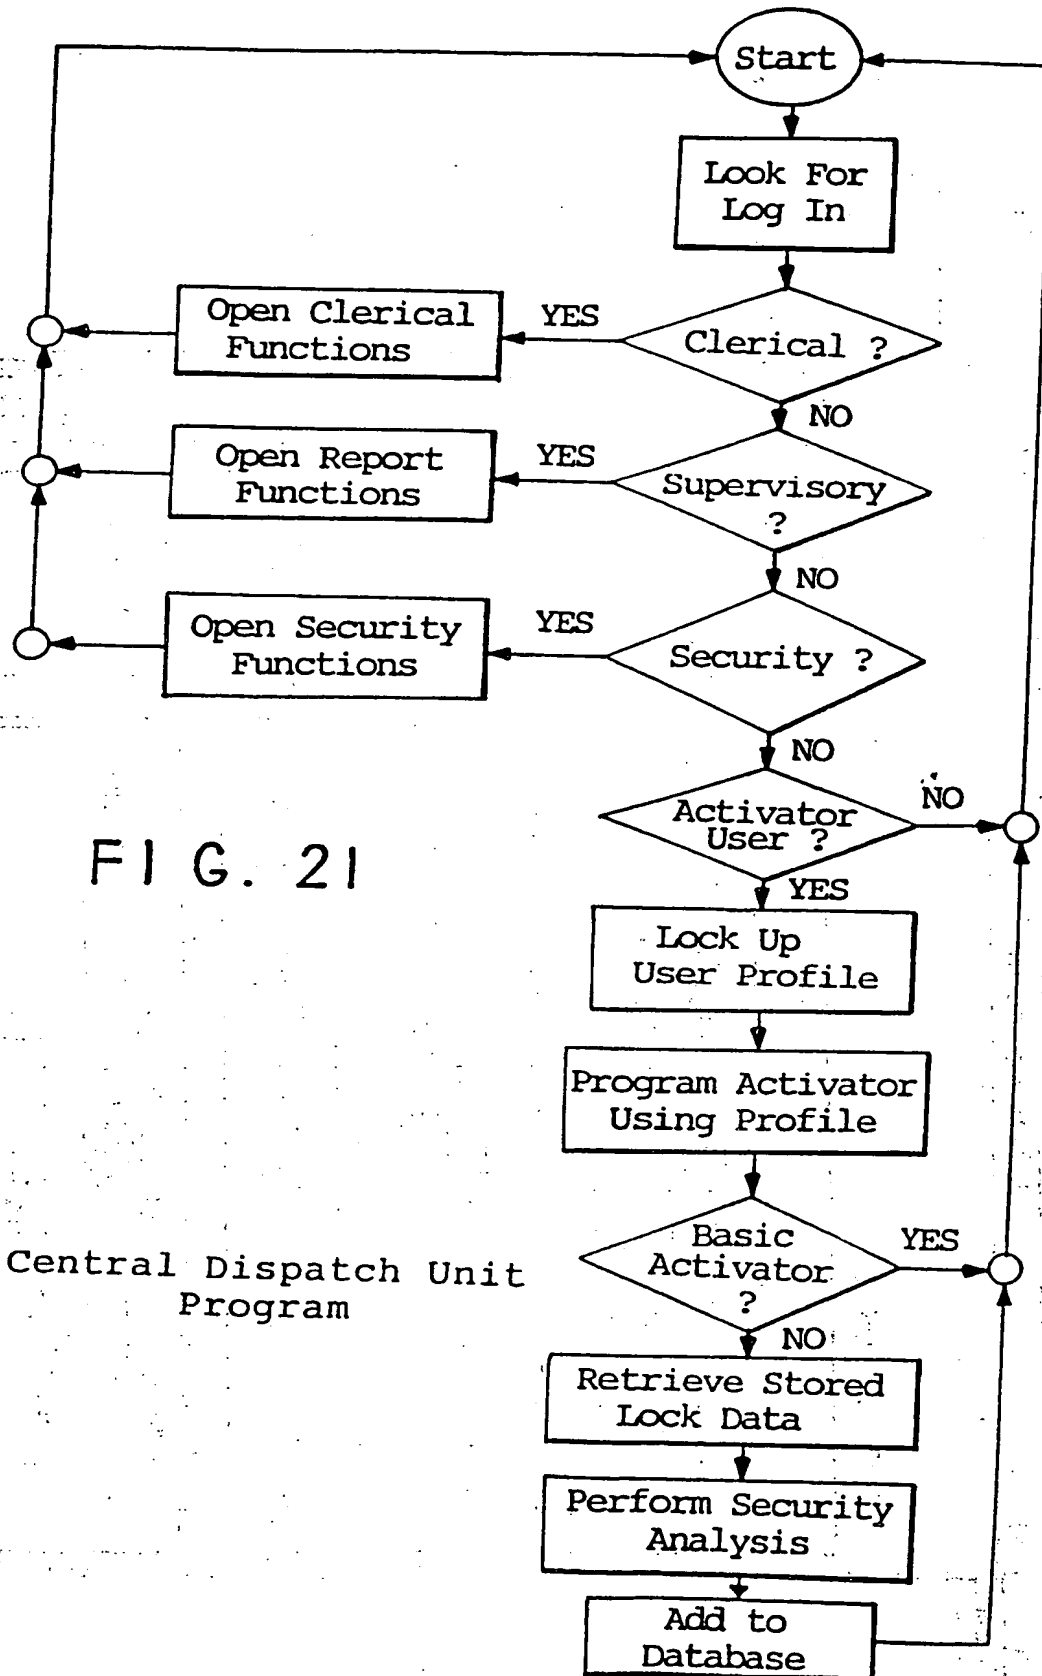 Start
Look For
Log In
Clerical ?
YES
Open Clerical
Functions
NO
Supervisory
?
YES
Open Report
Functions
NO
Security ?
YES
Open Security
Functions
NO
Activator
User ?
NO
YES
FIG. 21
Lock Up
User Profile
Program Activator
Using Profile
Basic
Activator
?
YES
Central Dispatch Unit
Program
NO
Retrieve Stored
Lock Data
Perform Security
Analysis
Add to
Database